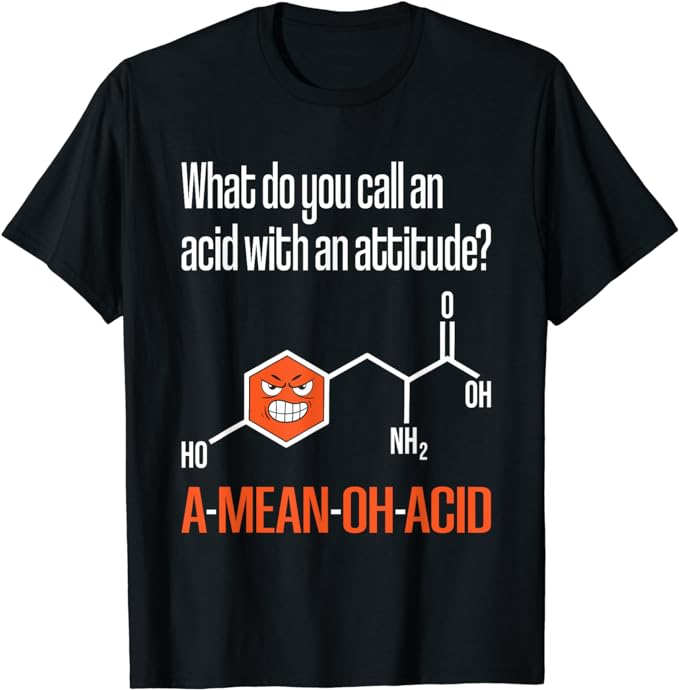 What do you call an
acid with an attitude?
O
OH
NH₂
HO
A-MEAN-OH-ACID